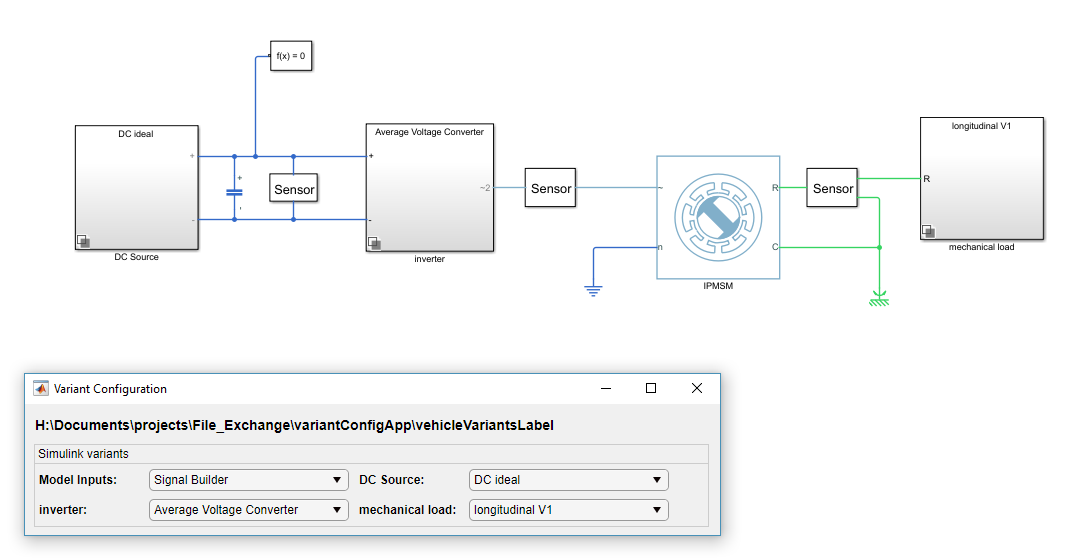 f(x) = 0
DC ideal
+
-
DC Source
+
-
Sensor
Average Voltage Converter
+
-
~2
inverter
Sensor
~
n
R
C
IPMSM
Sensor
longitudinal V1
R
mechanical load
Variant Configuration
H:\Documents\projects\File_Exchange\variantConfigApp\vehicleVariantsLabel
Simulink variants
Model Inputs: Signal Builder DC Source: DC ideal
inverter: Average Voltage Converter mechanical load: longitudinal V1